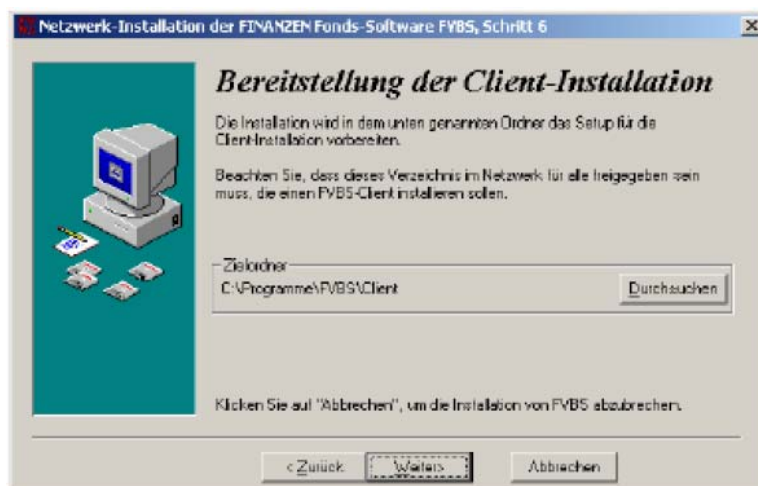 Netzwerk-Installation der FINANZEN Fonds-Software FVBS, Schritt 6
Bereitstellung der Client-Installation
Die Installation wird in dem unten genannten Ordner das Setup für die
Client-Installation vorbereiten.
Beachten Sie, dass dieses Verzeichnis im Netzwerk für alle freigegeben sein
muss, die einen FVBS-Client installieren sollen.
Zielordner
C:\Programme\FVBS\Client
Durchsuchen
Klicken Sie auf "Abbrechen", um die Installation von FVBS abzubrechen.
< Zurück
Weiter>
Abbrechen